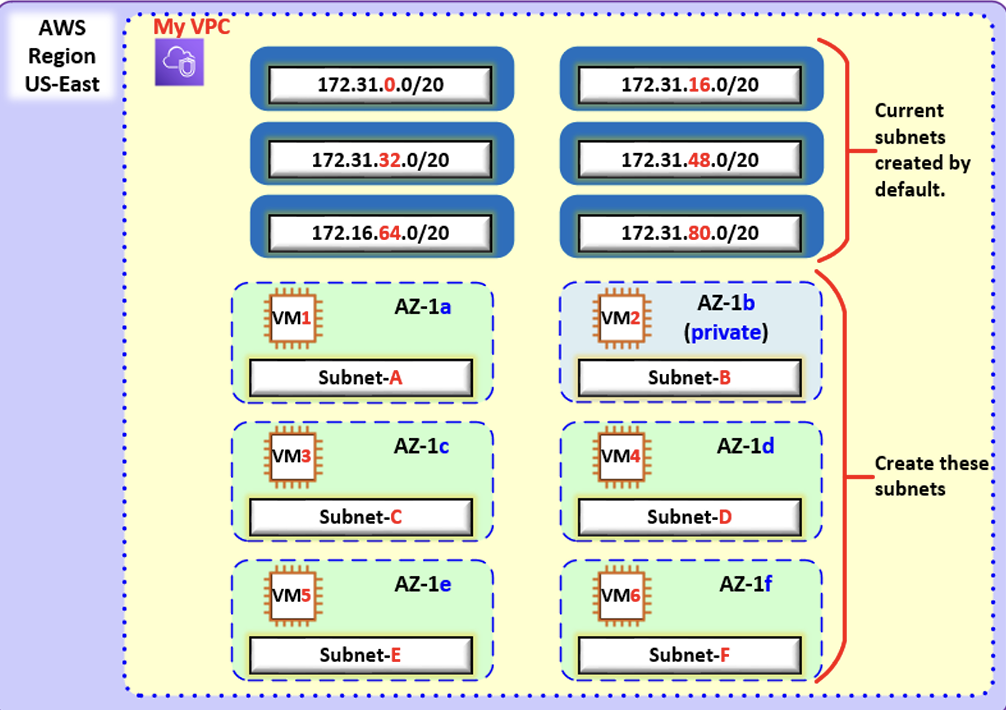 AWS
Region
US-East
My VPC
172.31.0.0/20
172.31.16.0/20
172.31.32.0/20
172.31.48.0/20
172.16.64.0/20
172.31.80.0/20
Current
subnets
created by
default.
VM1
AZ-1a
Subnet-A
VM2
AZ-1b
(private)
Subnet-B
VM3
AZ-1c
Subnet-C
VM4
AZ-1d
Subnet-D
Create these
subnets
VM5
AZ-1e
Subnet-E
VM6
AZ-1f
Subnet-F